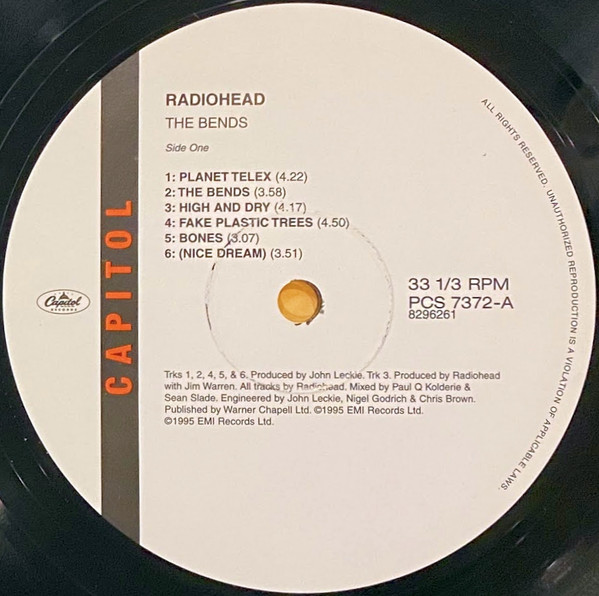 RADIOHEAD
THE BENDS
Side One
1: PLANET TELEX (4.22)
2: THE BENDS (3.58)
3: HIGH AND DRY (4.17)
4: FAKE PLASTIC TREES (4.50)
5: BONES (3.07)
6: (NICE DREAM) (3.51)
CAPITOL
Capitol
RECORDS
33 1/3 RPM
PCS 7372-A
8296261
Trks 1, 2, 4, 5, & 6. Produced by John Leckie. Trk 3. Produced by Radiohead
with Jim Warren. All tracks by Radiohead. Mixed by Paul Q Kolderie &
Sean Slade. Engineered by John Leckie, Nigel Godrich & Chris Brown.
Published by Warner Chapell Ltd. ©1995 EMI Records Ltd.
©1995 EMI Records Ltd.
ALL RIGHTS RESERVED. UNAUTHORIZED REPRODUCTION IS A VIOLATION OF APPLICABLE LAWS.